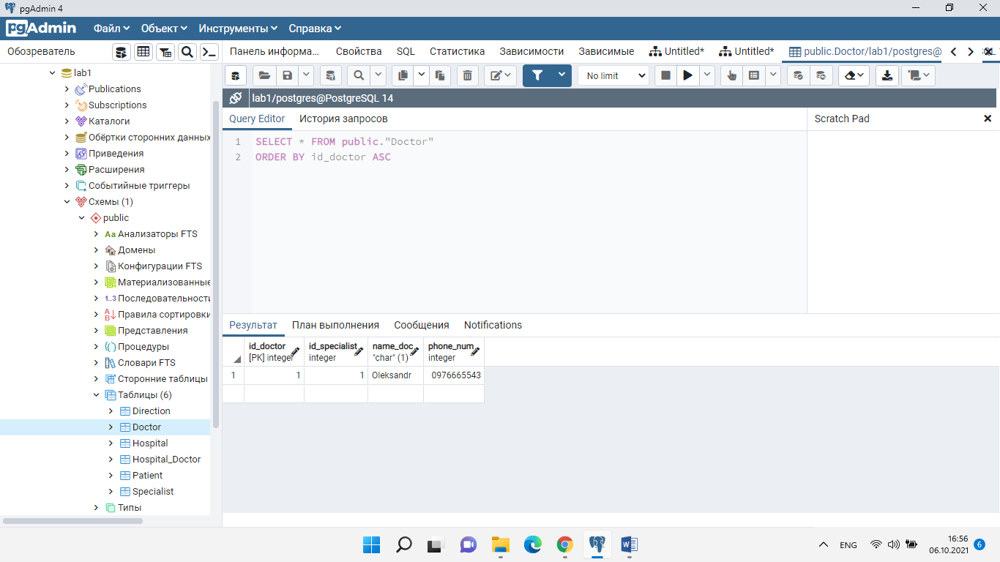 pgAdmin 4
pgAdmin Файл Объект Инструменты Справка
Обозреватель
Панель информа... Свойства SQL Статистика Зависимости Зависимые Untitled* Untitled* public.Doctor/lab1/postgres@
No limit
lab1/postgres@PostgreSQL 14
Query Editor История запросов
Scratch Pad
1 SELECT * FROM public."Doctor"
2 ORDER BY id_doctor ASC
Результат План выполнения Сообщения Notifications
id_doctor id_specialist name_doc phone_num
[PK] integer integer "char" (1) integer
1 1 1 Oleksandr 0976665543
lab1
Publications
Subscriptions
Каталоги
Обёртки сторонних данных
Приведения
Расширения
Событийные триггеры
Схемы (1)
public
Aa Анализаторы FTS
Домены
Конфигурации FTS
Материализованные
1..3 Последовательности
Правила сортировки
Представления
Процедуры
Словари FTS
Сторонние таблицы
Таблицы (6)
Direction
Doctor
Hospital
Hospital_Doctor
Patient
Specialist
Типы
ENG
16:56
06.10.2021
6